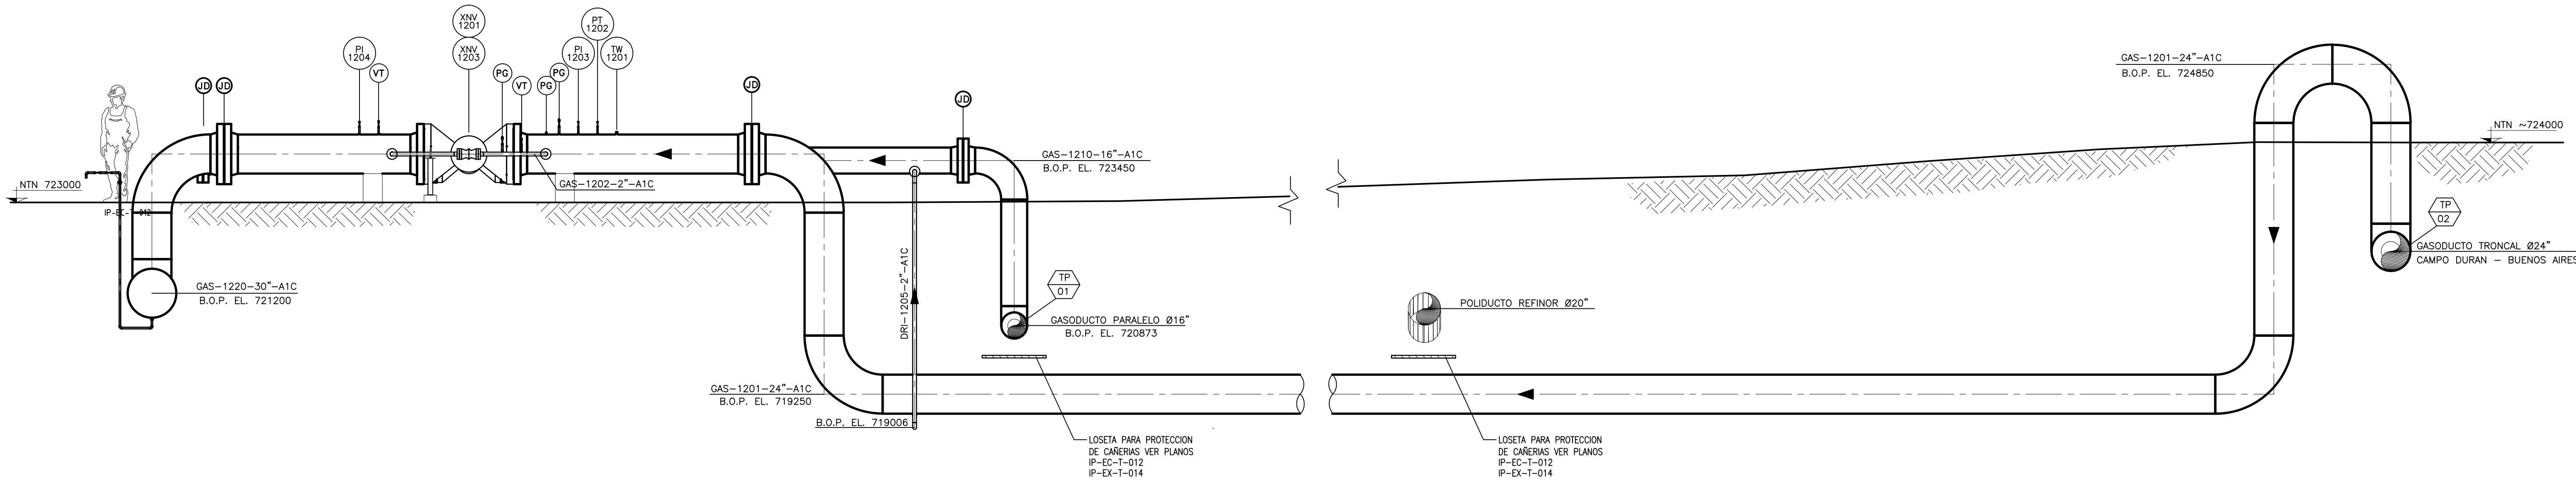 XNV
1201
XNV
1203
PT
1202
PI
1204
VT
PG
PG
PG
VT
PI
1203
TW
1201
JD
JD
JD
JD
GAS-1201-24"-A1C
B.O.P. EL. 724850
NTN ~724000
NTN 723000
IP-EC-T-042
GAS-1202-2"-A1C
GAS-1210-16"-A1C
B.O.P. EL. 723450
TP
02
GASODUCTO TRONCAL Ø24"
CAMPO DURAN - BUENOS AIRES
GAS-1220-30"-A1C
B.O.P. EL. 721200
DRI-1205-2"-A1C
TP
01
GASODUCTO PARALELO Ø16"
B.O.P. EL. 720873
POLIDUCTO REFINOR Ø20"
GAS-1201-24"-A1C
B.O.P. EL. 719250
B.O.P. EL. 719006
LOSETA PARA PROTECCION
DE CAÑERIAS VER PLANOS
IP-EC-T-012
IP-EX-T-014
LOSETA PARA PROTECCION
DE CAÑERIAS VER PLANOS
IP-EC-T-012
IP-EX-T-014